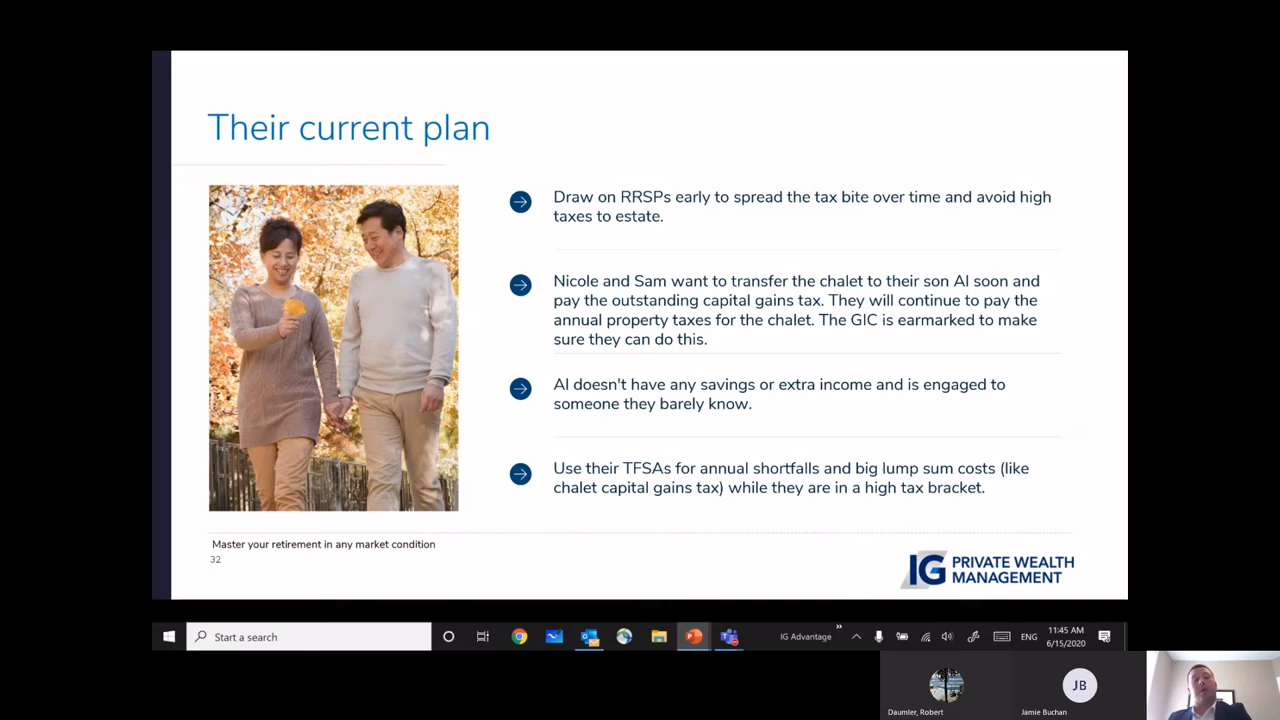 Their current plan
Draw on RRSPs early to spread the tax bite over time and avoid high
taxes to estate.
Nicole and Sam want to transfer the chalet to their son Al soon and
pay the outstanding capital gains tax. They will continue to pay the
annual property taxes for the chalet. The GIC is earmarked to make
sure they can do this.
Al doesn't have any savings or extra income and is engaged to
someone they barely know.
Use their TFSAs for annual shortfalls and big lump sum costs (like
chalet capital gains tax) while they are in a high tax bracket.
Master your retirement in any market condition
32
IG PRIVATE WEALTH
MANAGEMENT
Start a search
IG Advantage
»
ENG
11:45 AM
6/15/2020
JB
Daumler, Robert
Jamie Buchan